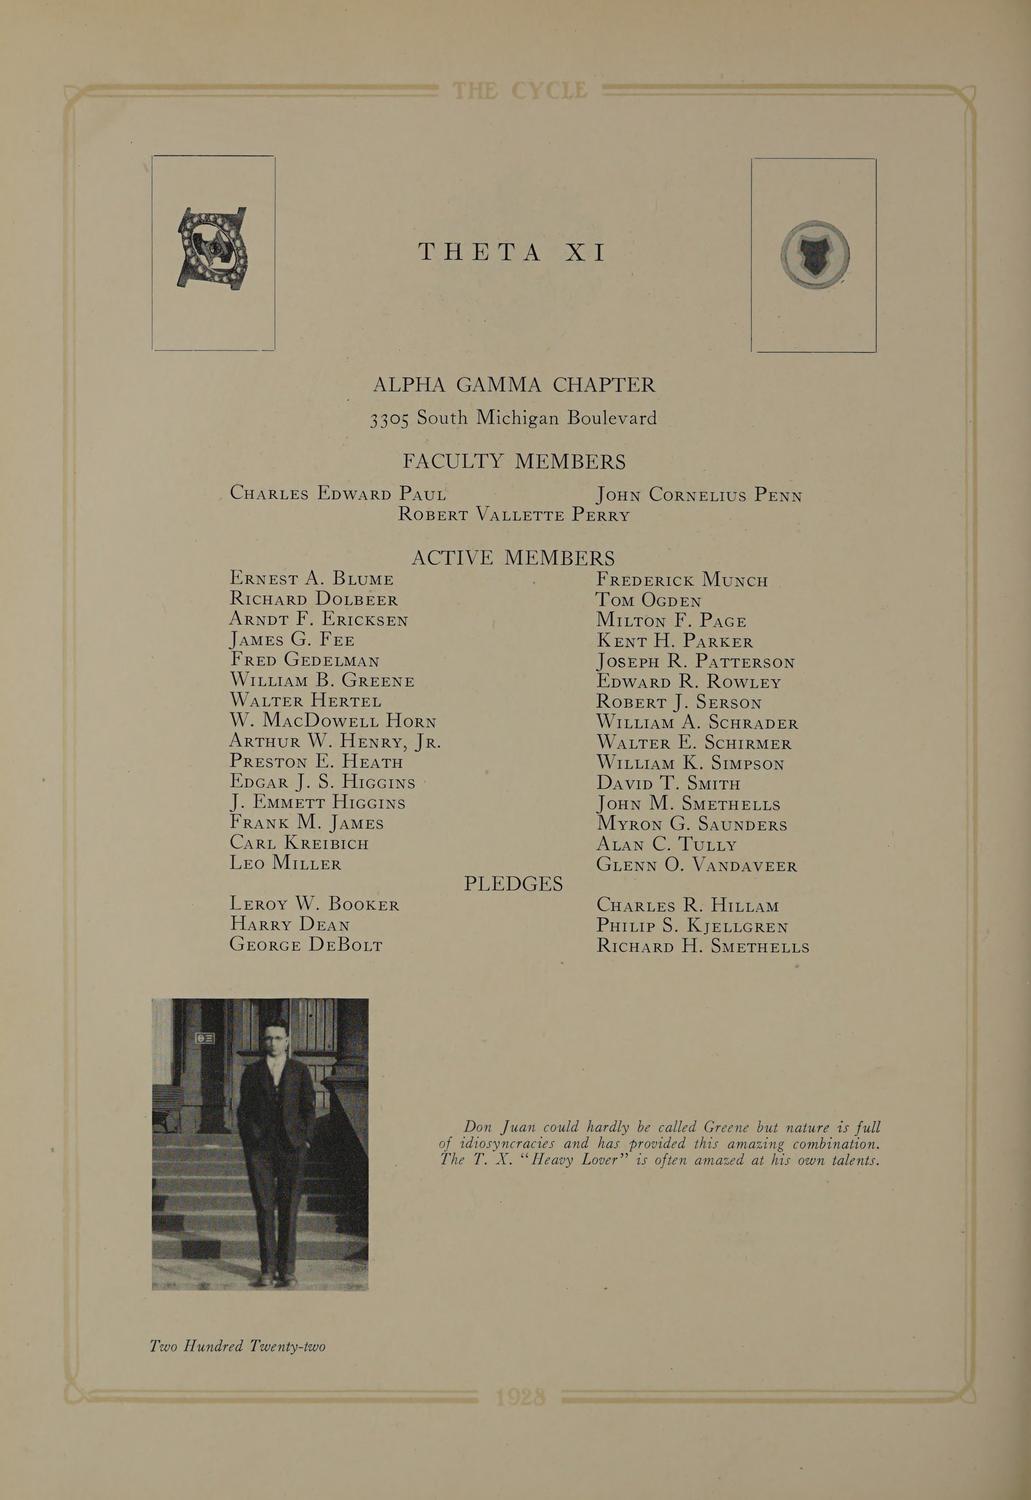 THE CYCLE
THETA XI
ALPHA GAMMA CHAPTER
3305 South Michigan Boulevard
FACULTY MEMBERS
Charles Edward Paul John Cornelius Penn
Robert Vallette Perry
ACTIVE MEMBERS
Ernest A. Blume Frederick Munch
Richard Dolbeer Tom Ogden
Arndt F. Ericksen Milton F. Page
James G. Fee Kent H. Parker
Fred Gedelman Joseph R. Patterson
William B. Greene Edward R. Rowley
Walter Hertel Robert J. Serson
W. MacDowell Horn William A. Schrader
Arthur W. Henry, Jr. Walter E. Schirmer
Preston E. Heath William K. Simpson
Edgar J. S. Higgins David T. Smith
J. Emmett Higgins John M. Smethells
Frank M. James Myron G. Saunders
Carl Kreibich Alan C. Tully
Leo Miller Glenn O. Vandaveer
PLEDGES
Leroy W. Booker Charles R. Hillam
Harry Dean Philip S. Kjellgren
George DeBolt Richard H. Smethells
Don Juan could hardly be called Greene but nature is full
of idiosyncracies and has provided this amazing combination.
The T. X. “Heavy Lover” is often amazed at his own talents.
Two Hundred Twenty-two
1928